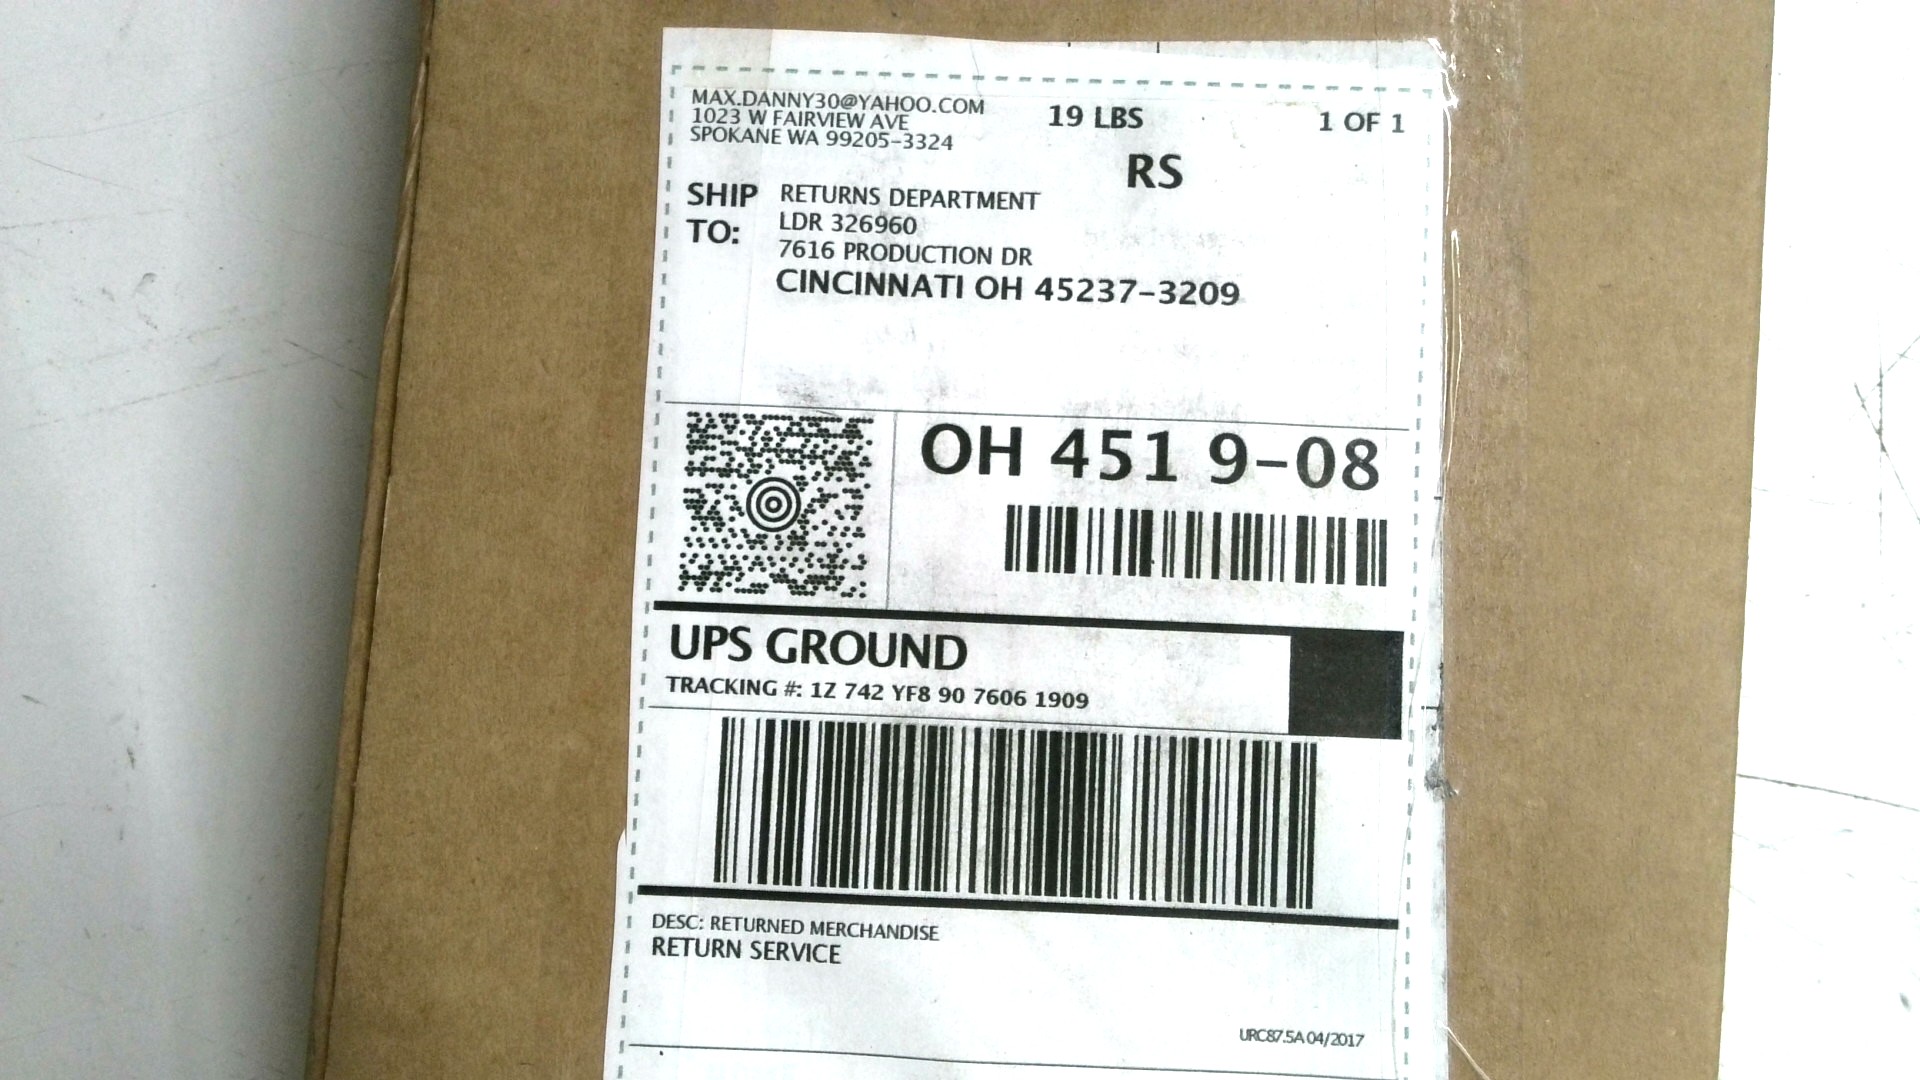 MAX.DANNY30@YAHOO.COM
1023 W FAIRVIEW AVE
SPOKANE WA 99205-3324
19 LBS
1 OF 1
RS
SHIP TO:
RETURNS DEPARTMENT
LDR 326960
7616 PRODUCTION DR
CINCINNATI OH 45237-3209
OH 451 9-08
UPS GROUND
TRACKING #: 1Z 742 YF8 90 7606 1909
DESC: RETURNED MERCHANDISE
RETURN SERVICE
URC87.5A 04/2017